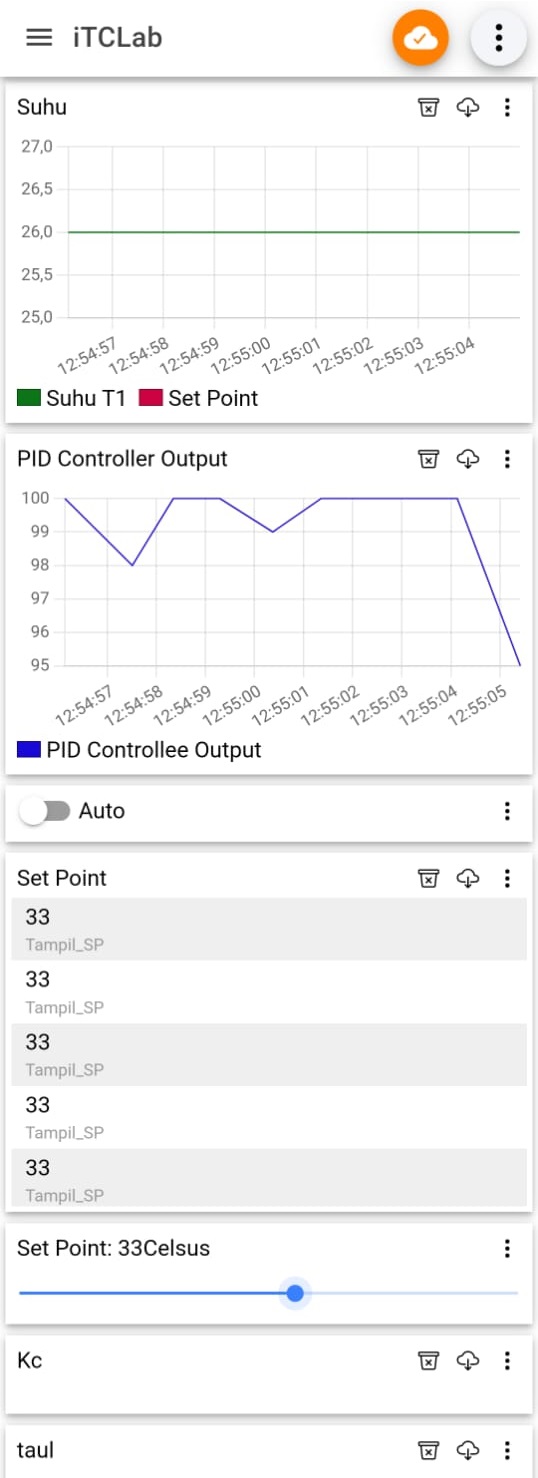 iTCLab
Suhu
27,0
26,5
26,0
25,5
25,0
12:54:57 12:54:58 12:54:59 12:55:00 12:55:01 12:55:02 12:55:03 12:55:04
Suhu T1 Set Point
PID Controller Output
100
99
98
97
96
95
12:54:57 12:54:58 12:54:59 12:55:00 12:55:01 12:55:02 12:55:03 12:55:04 12:55:05
PID Controllee Output
Auto
Set Point
33
Tampil_SP
33
Tampil_SP
33
Tampil_SP
33
Tampil_SP
33
Tampil_SP
Set Point: 33Celsus
Kc
taul